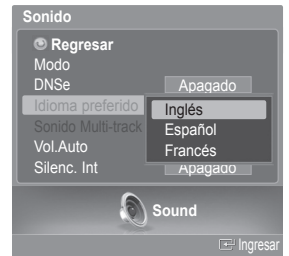 Sonido
Regresar
Modo
DNSe Apagado
Idioma preferido Inglés
Sonido Multi-track Español
Vol.Auto Francés
Silenc. Int Apagado
Sound
Ingresar